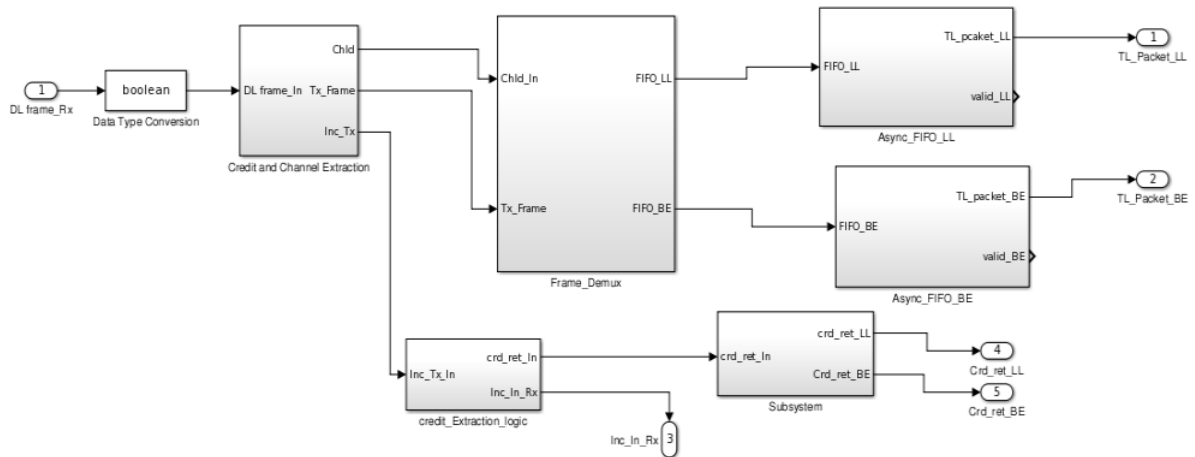 1
DL frame_Rx
boolean
Data Type Conversion
DL frame_In
Chld
Tx_Frame
Inc_Tx
Credit and Channel Extraction
Chld_In
Tx_Frame
FIFO_LL
FIFO_BE
Frame_Demux
FIFO_LL
TL_pcaket_LL
valid_LL
Async_FIFO_LL
1
TL_Packet_LL
FIFO_BE
TL_packet_BE
valid_BE
Async_FIFO_BE
2
TL_Packet_BE
Inc_Tx_In
crd_ret_In
Inc_In_Rx
credit_Extraction_logic
Inc_In_Rx
3
crd_ret_In
crd_ret_LL
Crd_ret_BE
Subsystem
4
Crd_ret_LL
5
Crd_ret_BE